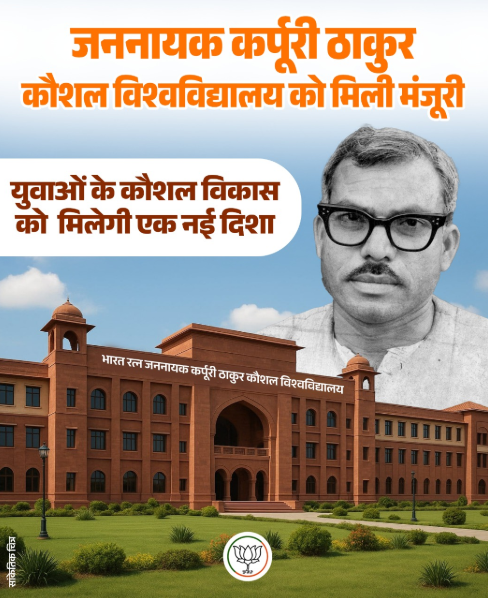 जननायक कर्पूरी ठाकुर
कौशल विश्वविद्यालय को मिली मंजूरी
युवाओं के कौशल विकास
को मिलेगी एक नई दिशा
भारत रत्न जननायक कर्पूरी ठाकुर कौशल विश्वविद्यालय
सांकेतिक चित्र